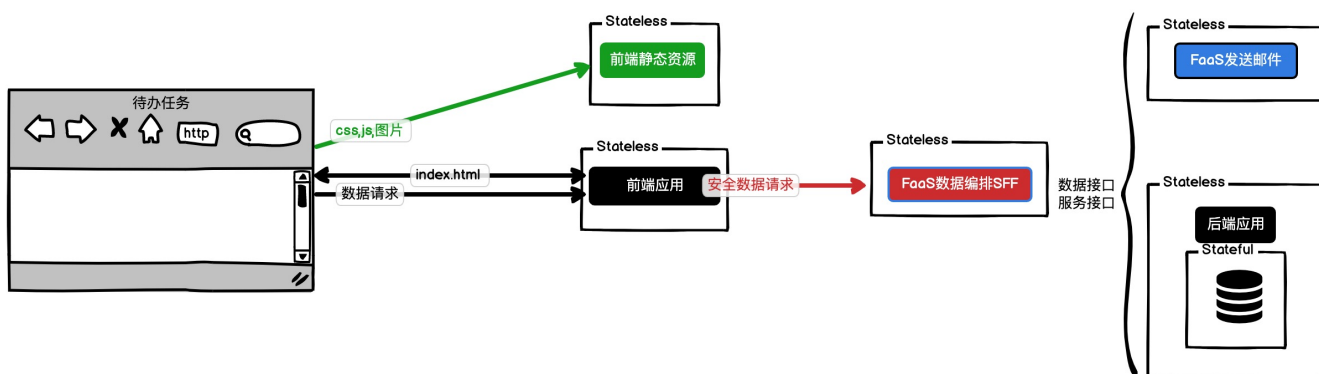 待办任务
http
css,js,图片
index.html
数据请求
Stateless
前端静态资源
Stateless
前端应用
安全数据请求
Stateless
FaaS数据编排SFF
数据接口
服务接口
Stateless
FaaS发送邮件
Stateless
后端应用
Stateful